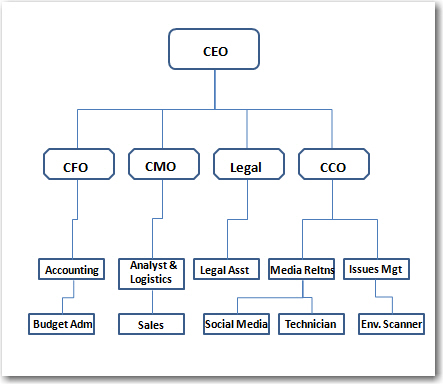 CEO
CFO
CMO
Legal
CCO
Accounting
Analyst &
Logistics
Legal Asst
Media Reltns
Issues Mgt
Budget Adm
Sales
Social Media
Technician
Env. Scanner